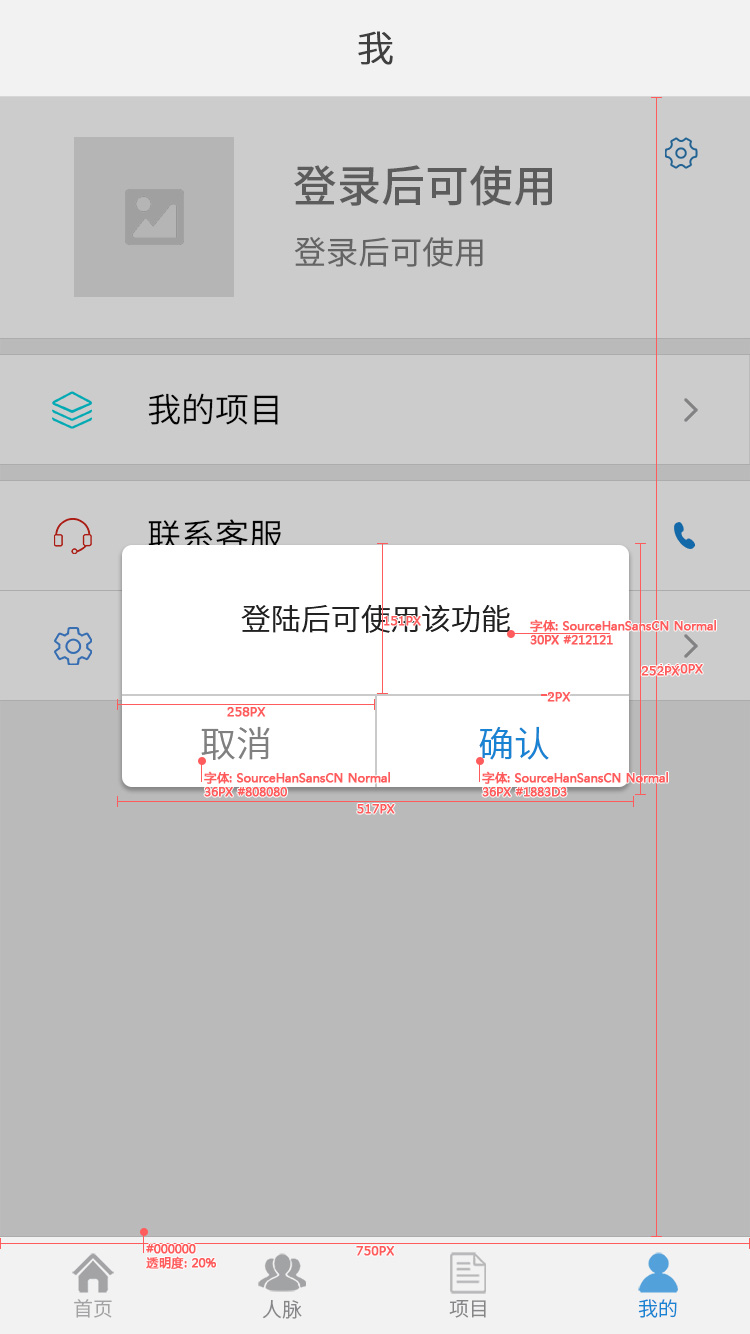 我
登录后可使用
登录后可使用
我的项目
联系客服
登陆后可使用该功能
151PX
字体: SourceHanSansCN Normal
30PX #212121
252PX
2PX
258PX
取消
确认
字体: SourceHanSansCN Normal
36PX #808080
字体: SourceHanSansCN Normal
36PX #1883D3
517PX
#000000
透明度: 20%
750PX
首页
人脉
项目
我的